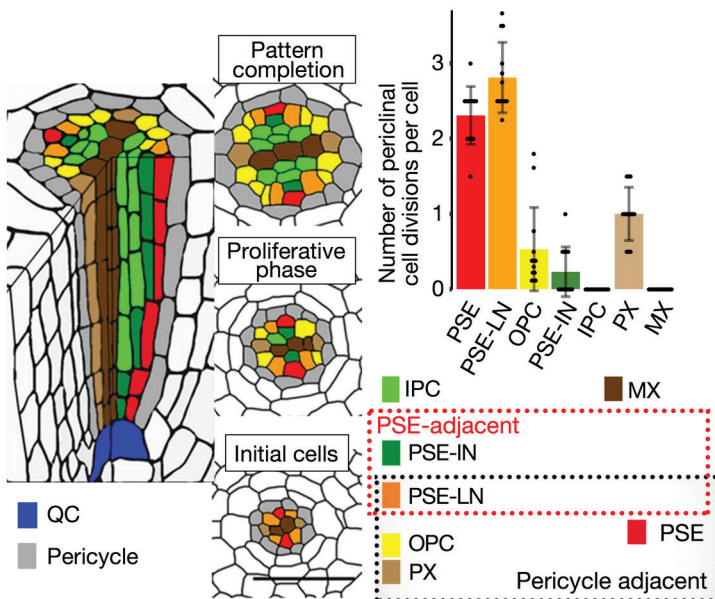 Pattern
completion
Proliferative
phase
Initial cells
QC
Pericycle
Number of periclinal
cell divisions per cell
3
2
1
0
PSE
PSE-LN
OPC
PSE-IN
IPC
PX
MX
IPC
MX
PSE-adjacent
PSE-IN
PSE-LN
OPC
PSE
PX
Pericycle adjacent